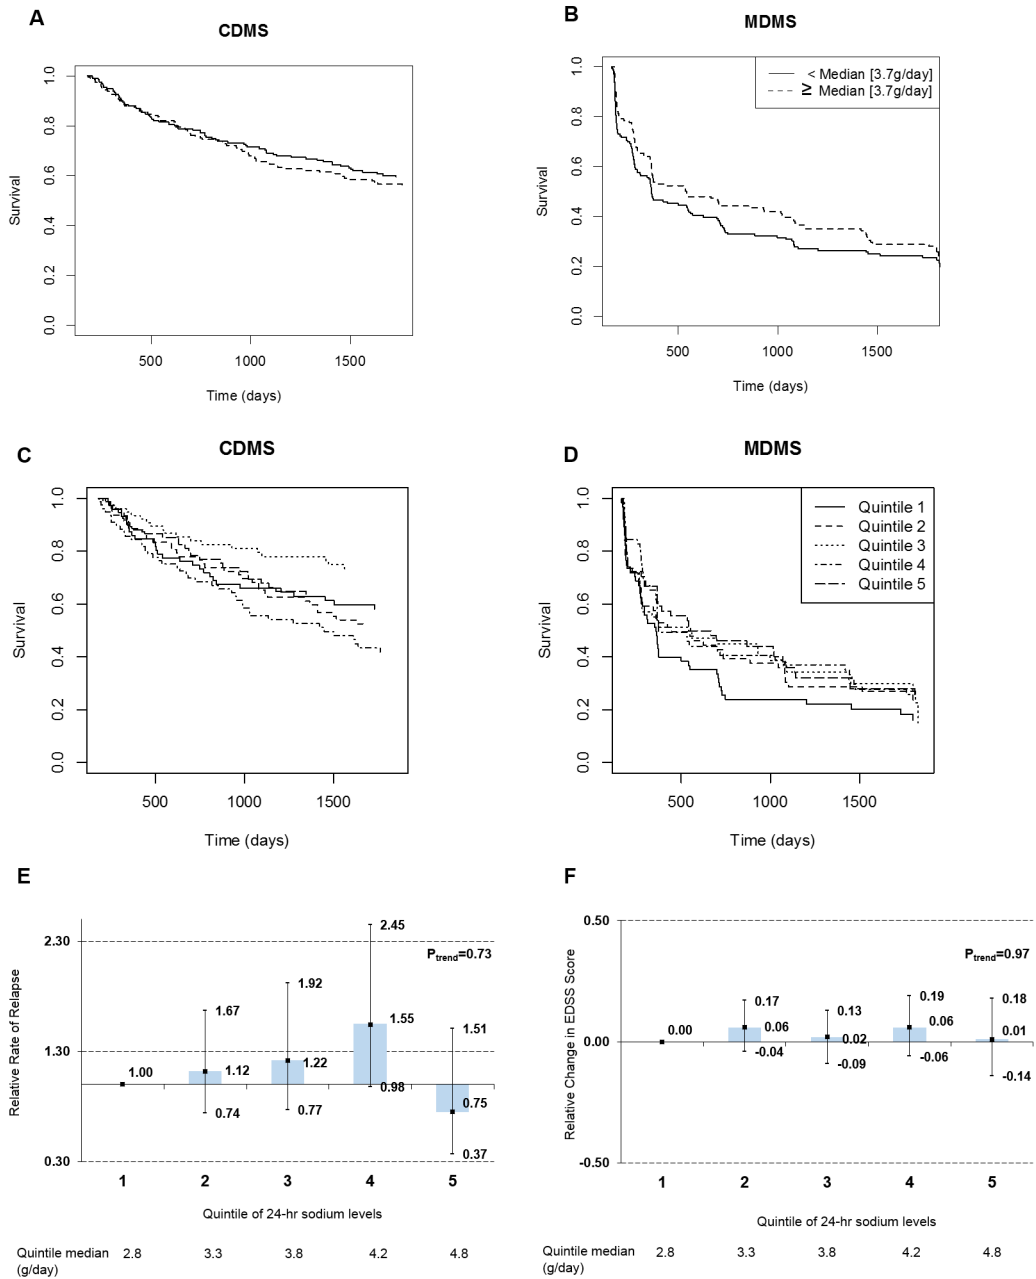 A
CDMS
Survival
1.0
0.8
0.6
0.4
0.2
0.0
500
1000
1500
Time (days)
B
MDMS
< Median [3.7g/day]
≥ Median [3.7g/day]
Survival
1.0
0.8
0.6
0.4
0.2
0.0
500
1000
1500
Time (days)
C
CDMS
Survival
1.0
0.8
0.6
0.4
0.2
0.0
500
1000
1500
Time (days)
D
MDMS
Quintile 1
Quintile 2
Quintile 3
Quintile 4
Quintile 5
Survival
1.0
0.8
0.6
0.4
0.2
0.0
500
1000
1500
Time (days)
E
Relative Rate of Relapse
2.30
1.30
0.30
Ptrend=0.73
1.00
1.67
1.12
0.74
1.92
1.22
0.77
2.45
1.55
0.98
1.51
0.75
0.37
1 2 3 4 5
Quintile of 24-hr sodium levels
Quintile median 2.8 3.3 3.8 4.2 4.8
(g/day)
F
Relative Change in EDSS Score
0.50
0.00
-0.50
Ptrend=0.97
0.00
0.17
0.06
-0.04
0.13
0.02
-0.09
0.19
0.06
-0.06
0.18
0.01
-0.14
1 2 3 4 5
Quintile of 24-hr sodium levels
Quintile median 2.8 3.3 3.8 4.2 4.8
(g/day)